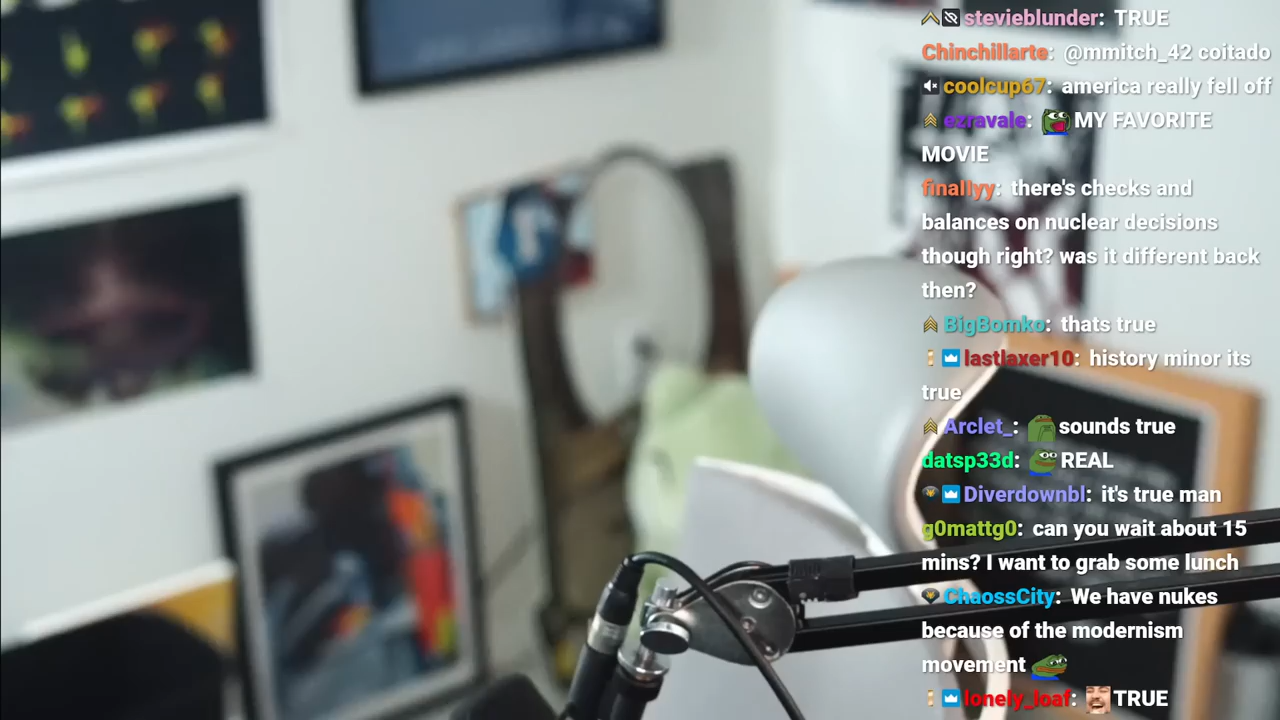 stevieblunder: TRUE
Chinchillarte: @mmitch_42 coitado
coolcup67: america really fell off
ezravale: MY FAVORITE
MOVIE
finallyy: there's checks and
balances on nuclear decisions
though right? was it different back
then?
BigBomko: thats true
lastlaxer10: history minor its
true
Arclet_: sounds true
datsp33d: REAL
Diverdownbl: it's true man
g0mattg0: can you wait about 15
mins? I want to grab some lunch
ChaossCity: We have nukes
because of the modernism
movement
lonely_loaf: TRUE